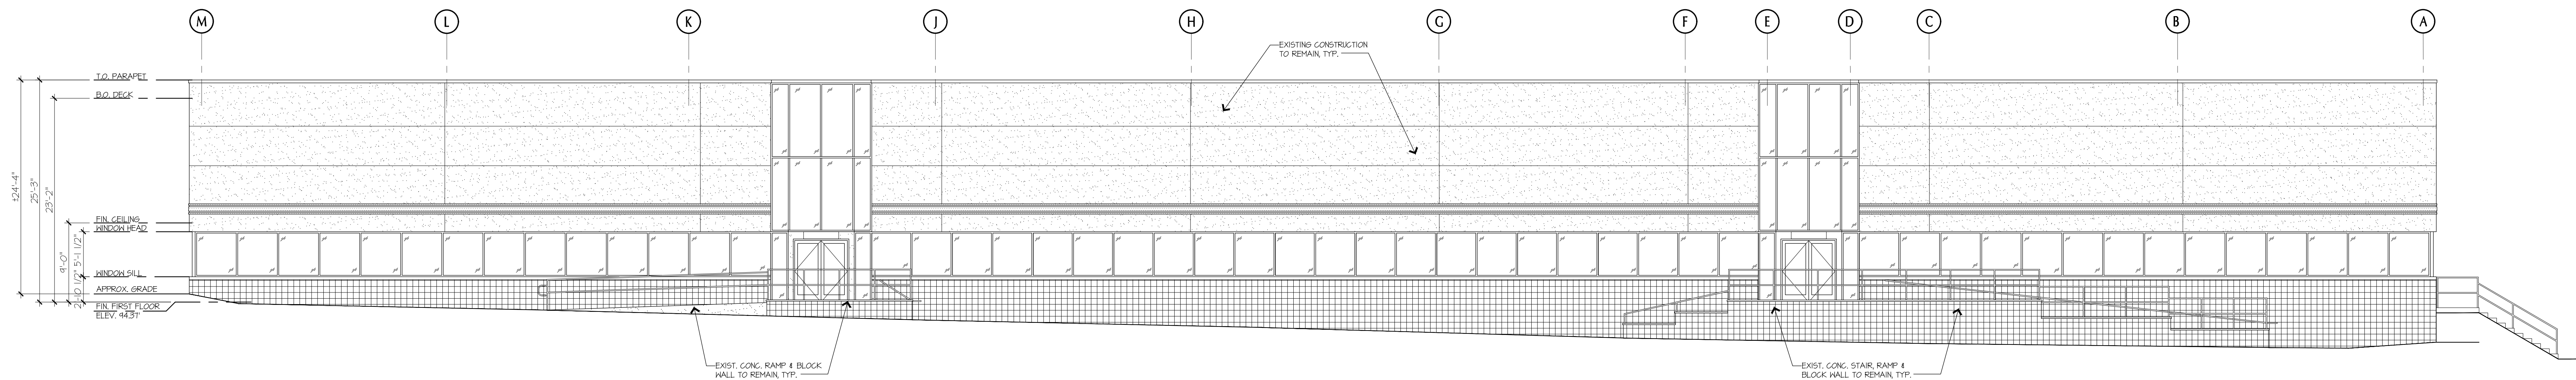 M L K J H G F E D C B A
EXISTING CONSTRUCTION
TO REMAIN, TYP.
T.O. PARAPET
B.O. DECK
FIN. CEILING
WINDOW HEAD
WINDOW SILL
APPROX. GRADE
FIN. FIRST FLOOR
ELEV. 94.37'
±24'-4"
25'-3"
23'-2"
9'-0"
2'-10 1/2"
5'-1 1/2"
EXIST. CONC. RAMP & BLOCK
WALL TO REMAIN, TYP.
EXIST. CONC. STAIR, RAMP &
BLOCK WALL TO REMAIN, TYP.